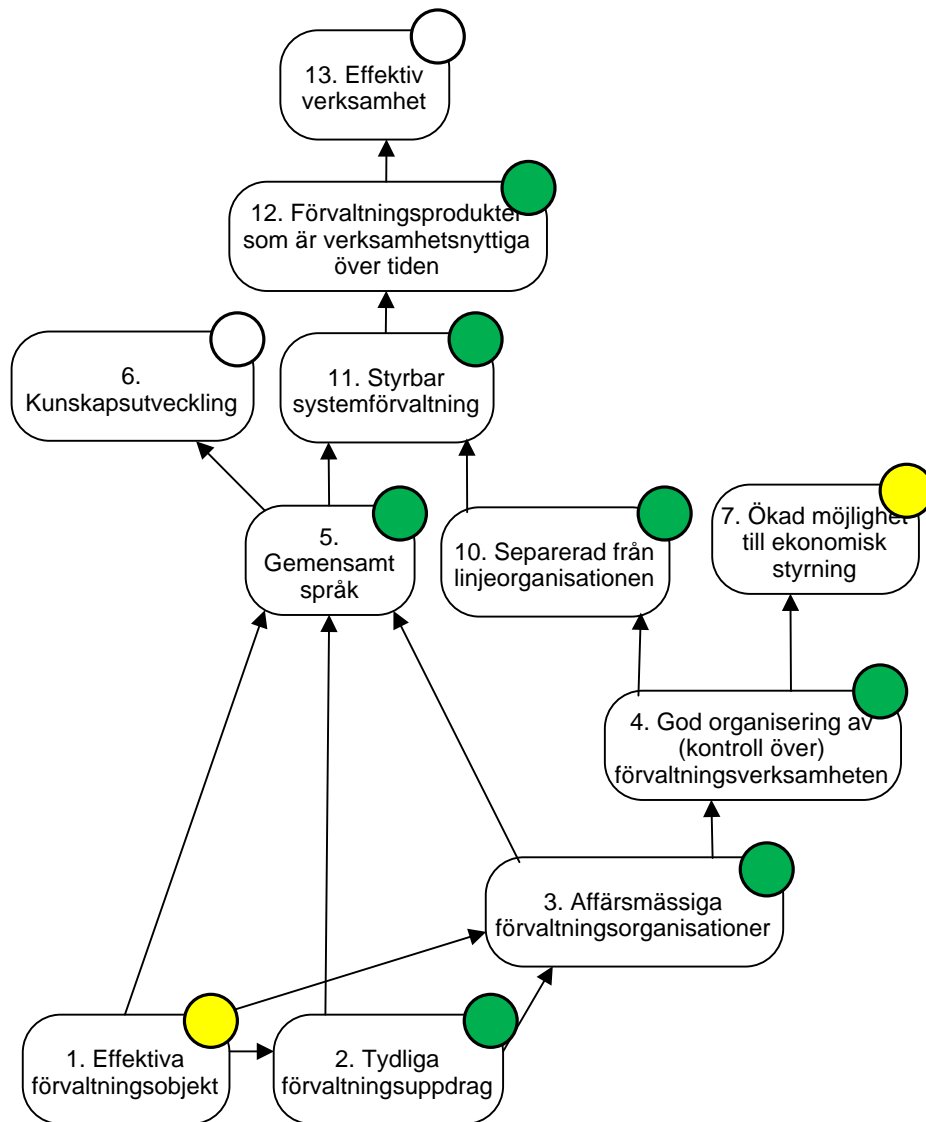 13. Effektiv
verksamhet
12. Förvaltningsprodukter
som är verksamhetsnyttiga
över tiden
6.
Kunskapsutveckling
11. Styrbar
systemförvaltning
5.
Gemensamt
språk
10. Separerad från
linjeorganisationen
7. Ökad möjlighet
till ekonomisk
styrning
4. God organisering av
(kontroll över)
förvaltningsverksamheten
3. Affärsmässiga
förvaltningsorganisationer
1. Effektiva
förvaltningsobjekt
2. Tydliga
förvaltningsuppdrag